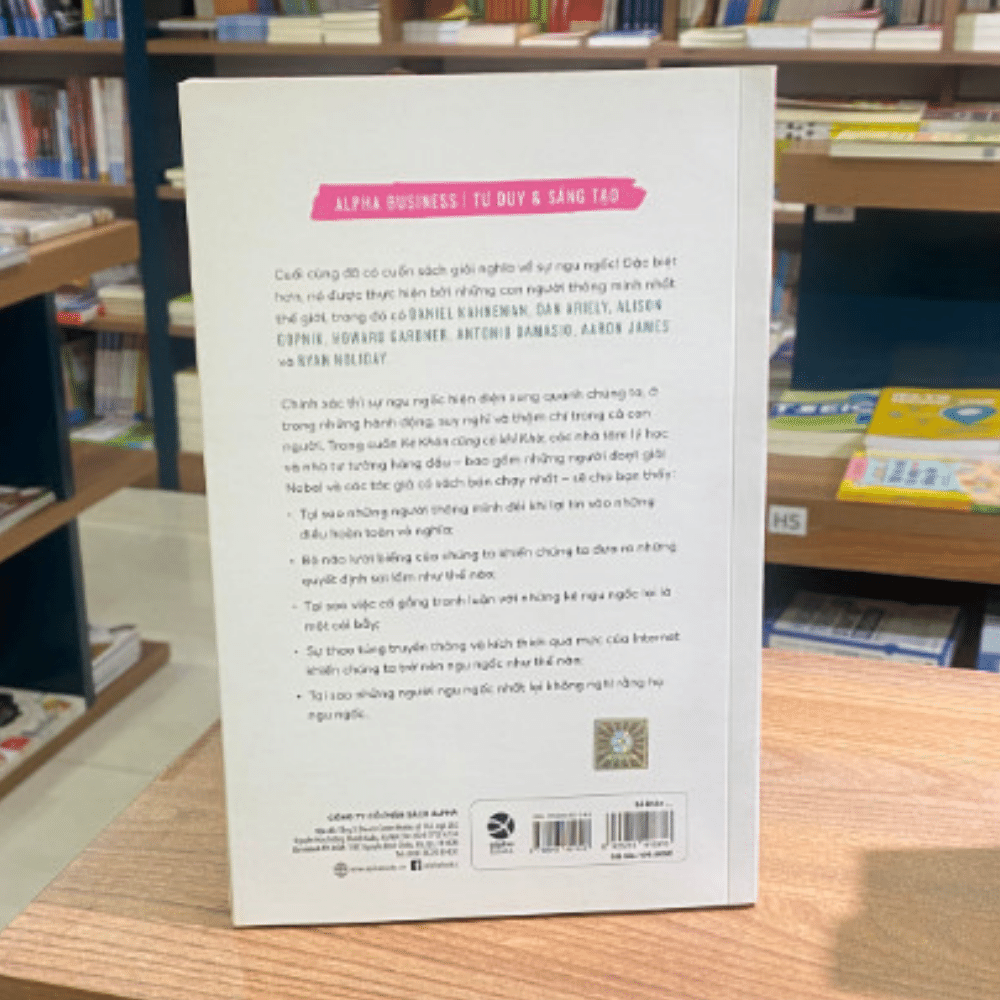 ALPHA BUSINESS | TƯ DUY & SÁNG TẠO
Cuối cùng đã có cuốn sách giải nghĩa về sự ngu ngốc! Đặc biệt
hơn, nó được thực hiện bởi những con người thông minh nhất
thế giới, trong đó có DANIEL KAHNEMAN, DAN ARIELY, ALISON
GOPNIK, HOWARD GARDNER, ANTONIO DAMASIO, AARON JAMES
và RYAN HOLIDAY
Chính xác thì sự ngu ngốc hiện diện xung quanh chúng ta, ở
trong những hành động, suy nghĩ và thậm chí trong cả con
người. Trong cuốn Kẻ Khôn cũng có khi Khờ, các nhà tâm lý học
và nhà tư tưởng hàng đầu – bao gồm những người đoạt giải
Nobel và các tác giả có sách bán chạy nhất – sẽ cho bạn thấy:
• Tại sao những người thông minh đôi khi lại tin vào những
điều hoàn toàn vô nghĩa;
• Bộ não lười biếng của chúng ta khiến chúng ta đưa ra những
quyết định sai lầm như thế nào;
• Tại sao việc cố gắng tranh luận với những kẻ ngu ngốc lại là
một cái bẫy;
• Sự thao túng truyền thông và kích thích quá mức của Internet
khiến chúng ta trở nên ngu ngốc như thế nào;
• Tại sao những người ngu ngốc nhất lại không nghĩ rằng họ
ngu ngốc.
CÔNG TY CỔ PHẦN SÁCH ALPHA
alpha books
TOEIC
H5